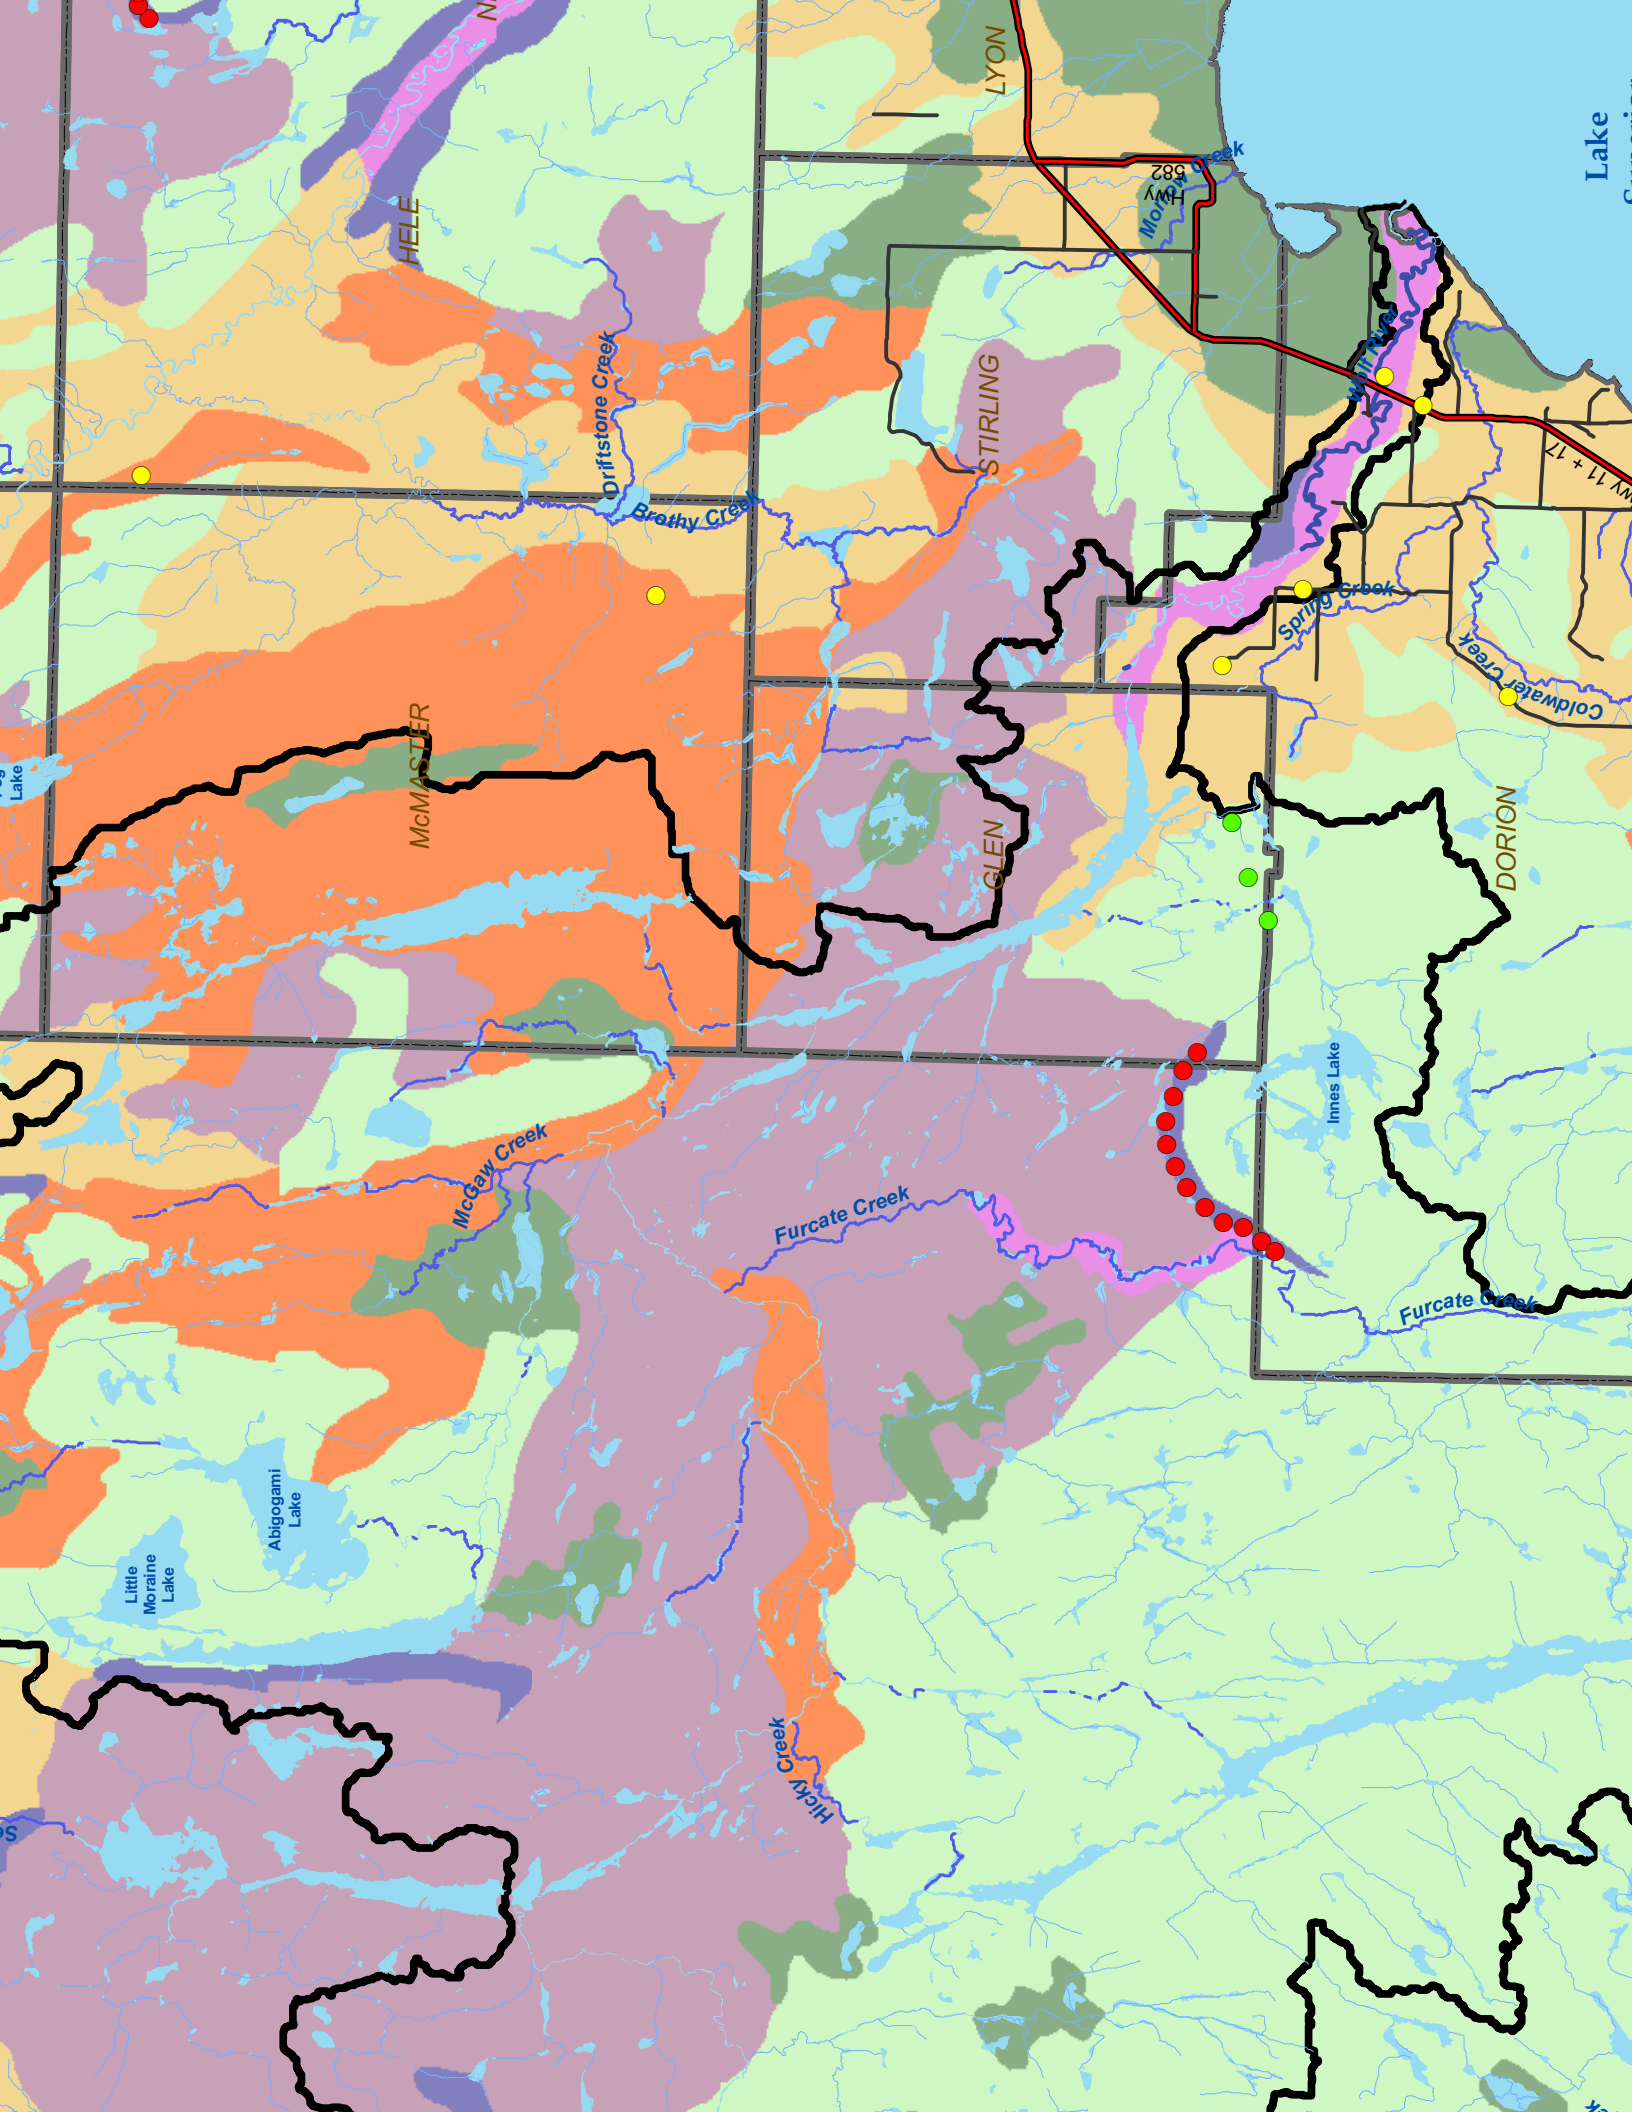 LYON
Lake
Morrow Creek
Hwy
582
HELE
Driftstone Creek
STIRLING
Wolf River
Hwy 11 + 17
Brothy Creek
Spring Creek
Coldwater Creek
Lake
McMASTER
GLEN
DORION
Innes Lake
McGaw Creek
Furcate Creek
Furcate Creek
Abigogami
Lake
Little
Moraine
Lake
Hicky Creek